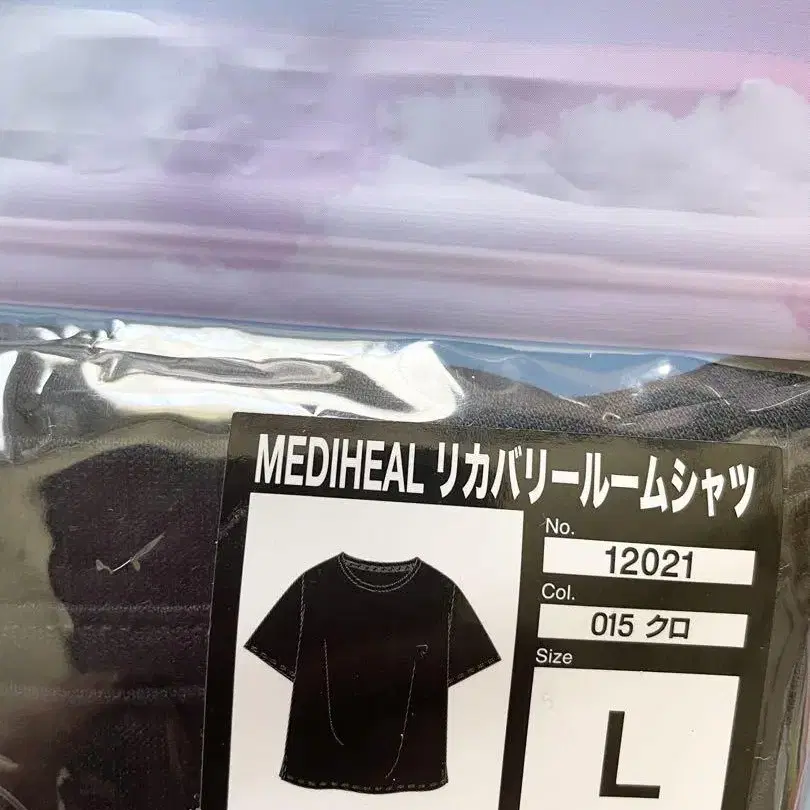 MEDIHEAL リカバリールームシャツ
No.
12021
Col.
015 クロ
Size
L